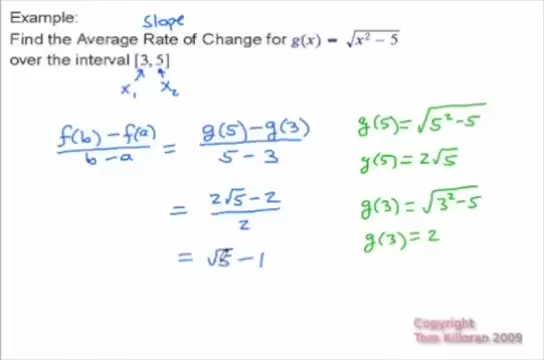 Example: slope
Find the Average Rate of Change for g(x) = √(x² − 5)
over the interval [3, 5]
x₁ x₂
(f(b) − f(a))/(b − a) = (g(5) − g(3))/(5 − 3)
= (2√5 − 2)/2
= √5 − 1
g(5) = √(5² − 5)
g(5) = 2√5
g(3) = √(3² − 5)
g(3) = 2
Copyright
Thos Killoran 2009